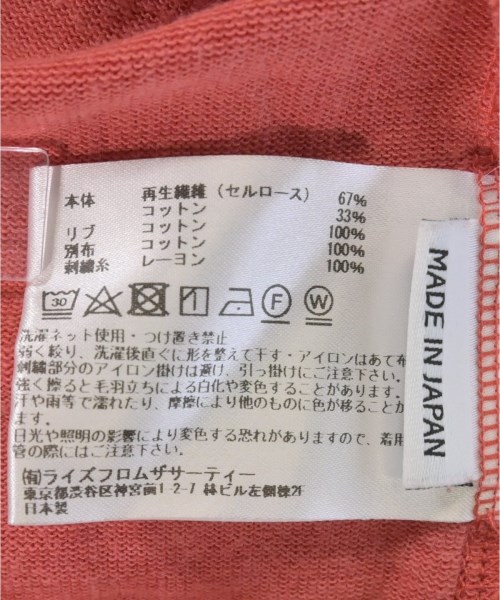 本体 再生繊維（セルロース） 67%
コットン 33%
リブ コットン 100%
別布 コットン 100%
刺繍糸 レーヨン 100%
30 F W
洗濯ネット使用・つけ置き禁止
弱く絞り、洗濯後直ぐに形を整えて干す・アイロンはあて布
刺繍部分のアイロン掛けは避け、引っ掛けにご注意下さい。
強く擦ると毛羽立ちによる白化や変色することがあります。
汗や雨等で濡れたり、摩擦により他のものに色が移ることが
ます。
日光や照明の影響により変色する恐れがありますので、着用
管の際にはご注意下さい。
(有)ライズフロムザサーティー
東京都渋谷区神宮前1-2-7 林ビル左側棟2F
日本製
MADE IN JAPAN